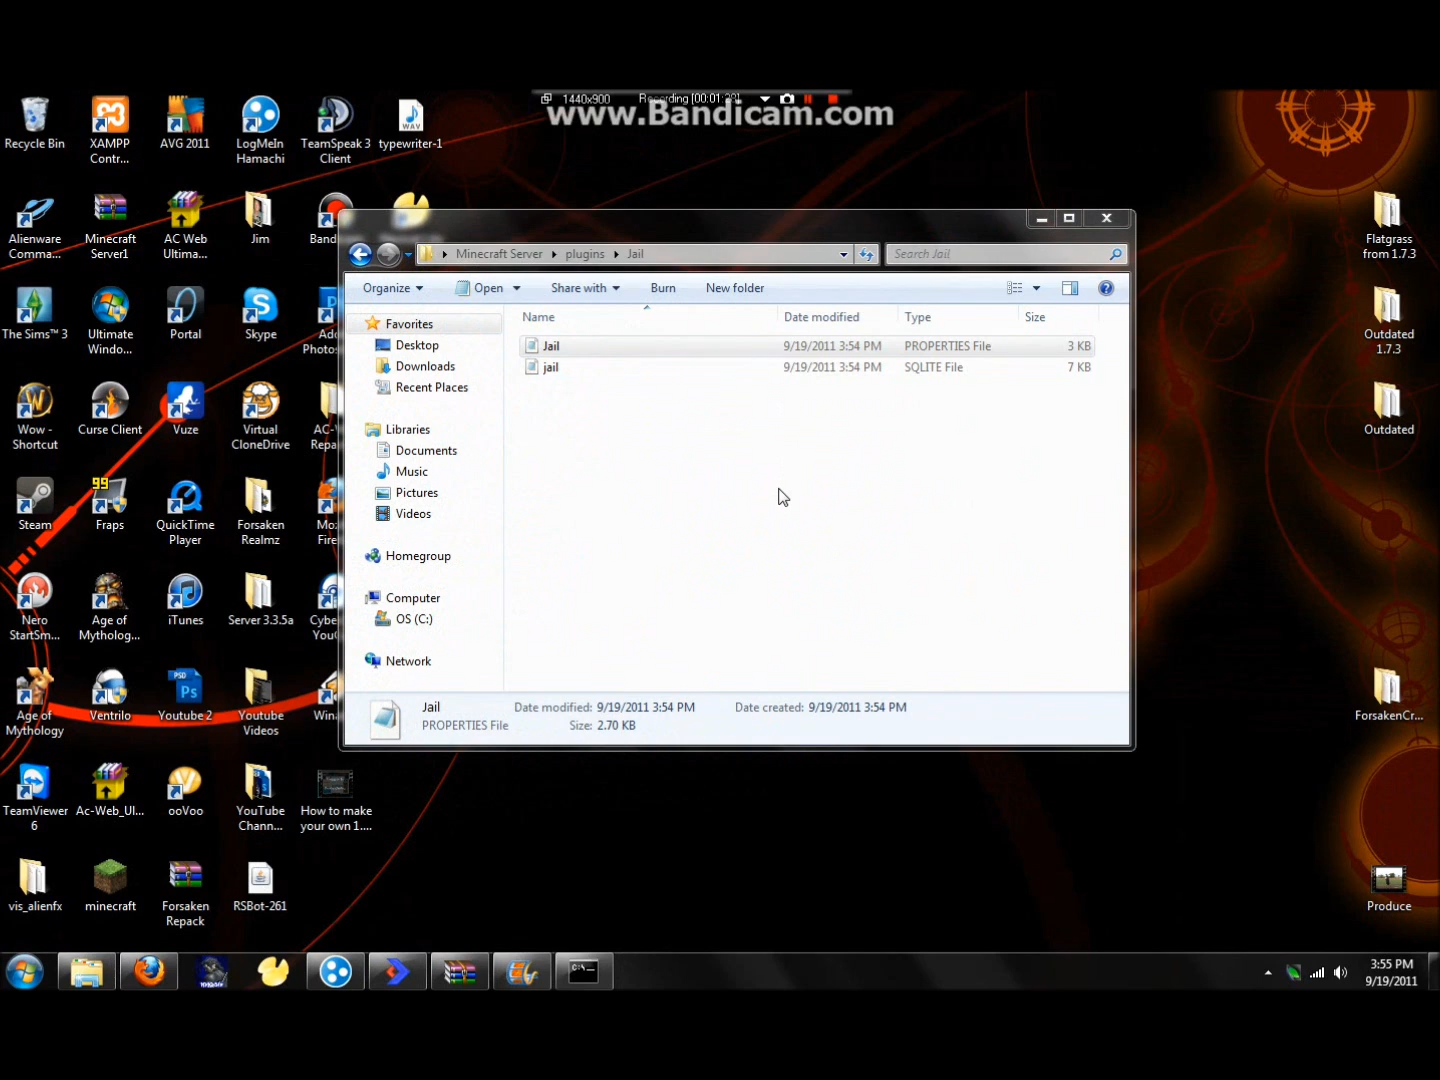 1440x900 Recording [00:01:29]
www.Bandicam.com
Recycle Bin
XAMPP
Contr...
AVG 2011
LogMeIn
Hamachi
TeamSpeak 3
Client
typewriter-1
Alienware
Comma...
Minecraft
Server1
AC Web
Ultima...
Jim
Band
The Sims™ 3
Ultimate
Windo...
Portal
Skype
Ado
Photos
Wow -
Shortcut
Curse Client
Vuze
Virtual
CloneDrive
AC-
Repa
Steam
99
Fraps
QuickTime
Player
Forsaken
Realmz
Mo
Fire
Nero
StartSm...
Age of
Mytholog...
iTunes
Server 3.3.5a
Cybe
YouC
Age of
Mythology
Ventrilo
PSD
Ps
Youtube 2
Youtube
Videos
Wina
TeamViewer
6
Ac-Web_Ul...
ooVoo
YouTube
Chann...
How to make
your own 1....
vis_alienfx
minecraft
Forsaken
Repack
RSBot-261
Minecraft Server
plugins
Jail
Search Jail
Organize
Open
Share with
Burn
New folder
Favorites
Desktop
Downloads
Recent Places
Libraries
Documents
Music
Pictures
Videos
Homegroup
Computer
OS (C:)
Network
Name Date modified Type Size
Jail 9/19/2011 3:54 PM PROPERTIES File 3 KB
jail 9/19/2011 3:54 PM SQLITE File 7 KB
Jail Date modified: 9/19/2011 3:54 PM Date created: 9/19/2011 3:54 PM
PROPERTIES File Size: 2.70 KB
Flatgrass
from 1.7.3
Outdated
1.7.3
Outdated
ForsakenCr...
Produce
3:55 PM
9/19/2011